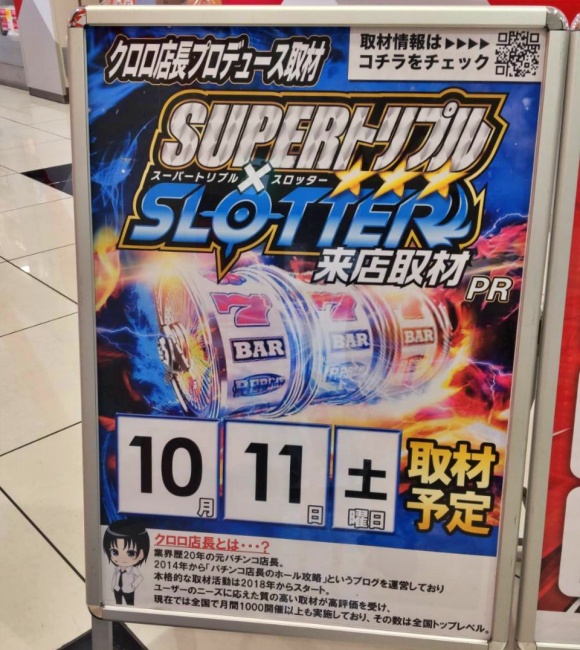 クロロ店長プロデュース取材
取材情報は▶▶▶▶
コチラをチェック
SUPERトリプル
スーパートリプル×スロッター
SLOTTER
来店取材
PR
7 7 7
BAR BAR BAR
10月 11日 土曜日
取材
予定
クロロ店長とは・・・?
業界歴20年の元パチンコ店長。
2014年から「パチンコ店長のホール攻略」というブログを運営しており
本格的な取材活動は2018年からスタート。
ユーザーのニーズに応えた質の高い取材が高評価を受け、
現在では全国で月間1000開催以上も実施しており、その数は全国トップレベル。